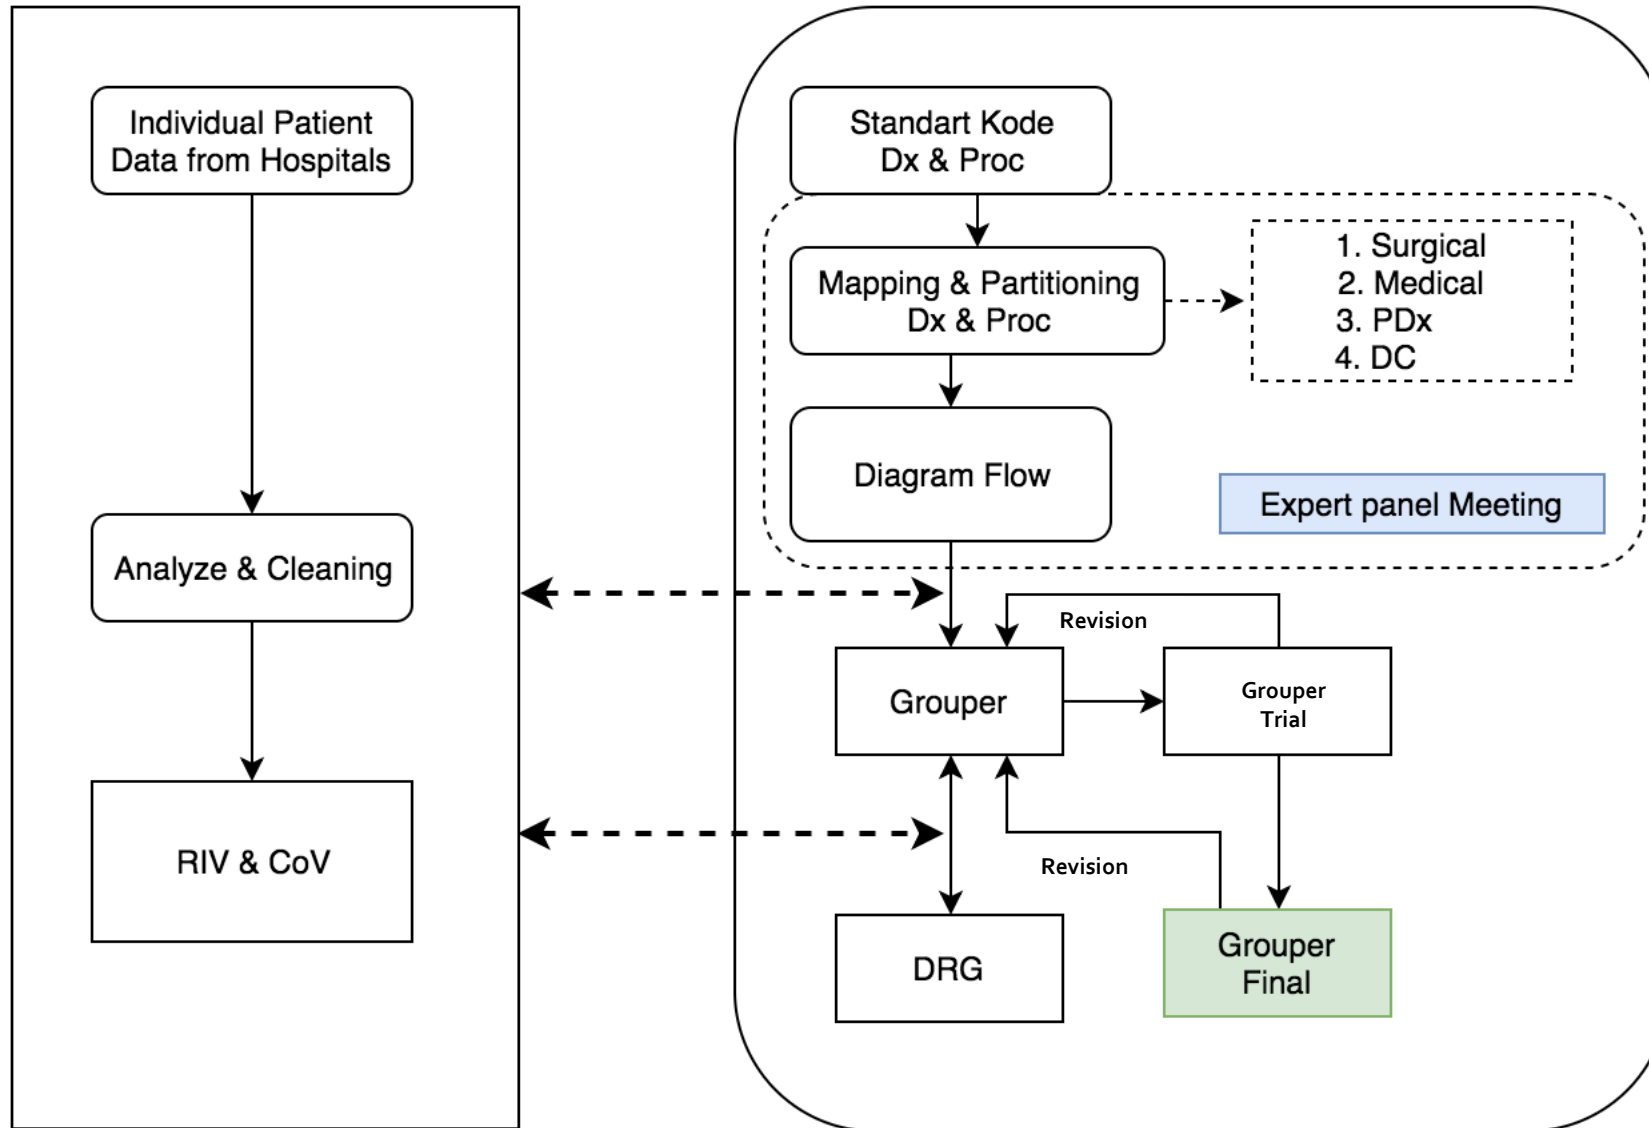 Individual Patient
Data from Hospitals
Analyze & Cleaning
RIV & CoV
Standart Kode
Dx & Proc
Mapping & Partitioning
Dx & Proc
1. Surgical
2. Medical
3. PDx
4. DC
Diagram Flow
Expert panel Meeting
Revision
Grouper
Grouper
Trial
Revision
DRG
Grouper
Final